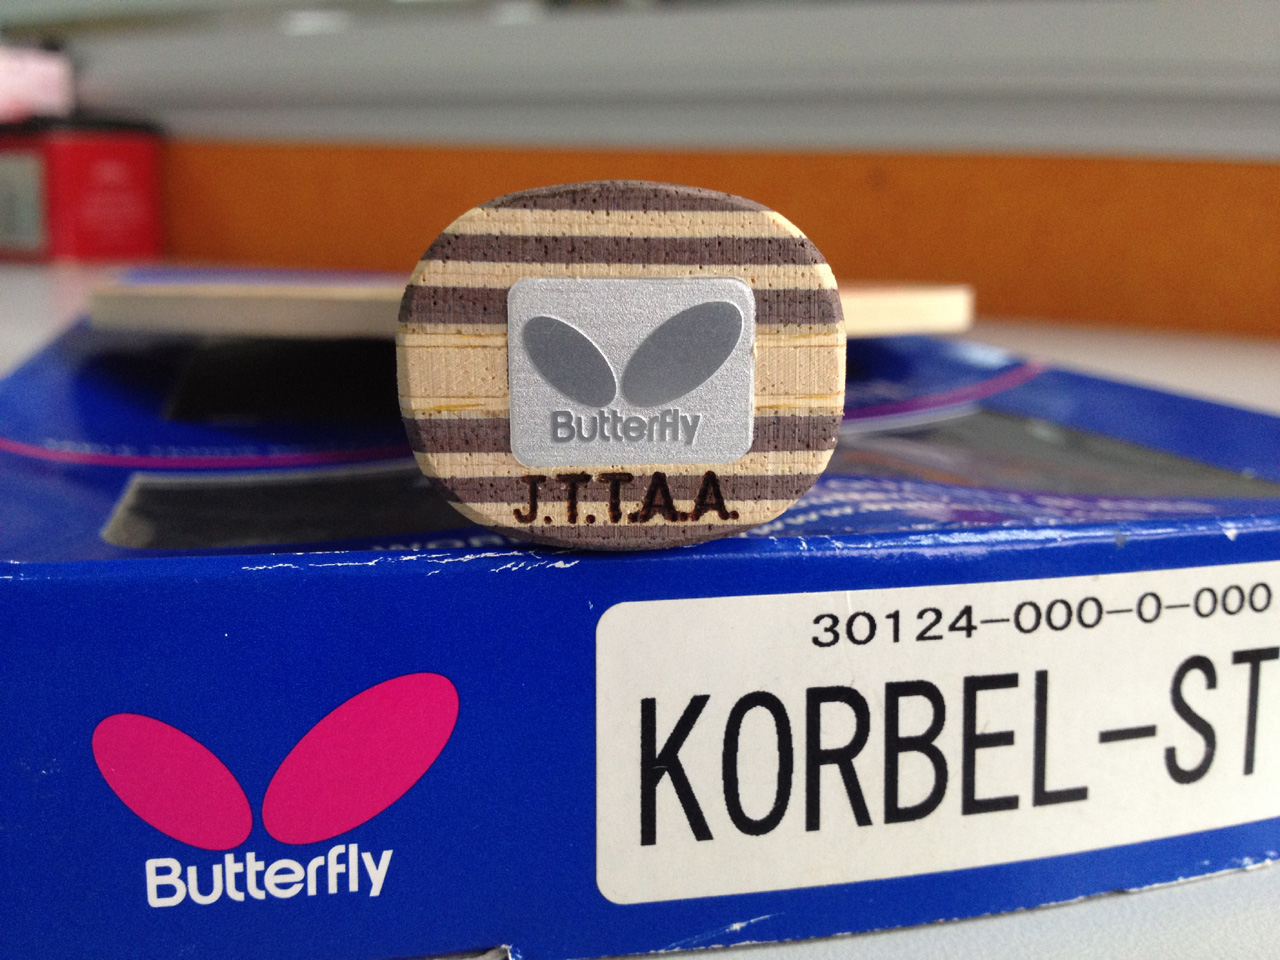 Butterfly
J.T.T.A.A.
30124-000-0-000
KORBEL-ST
Butterfly